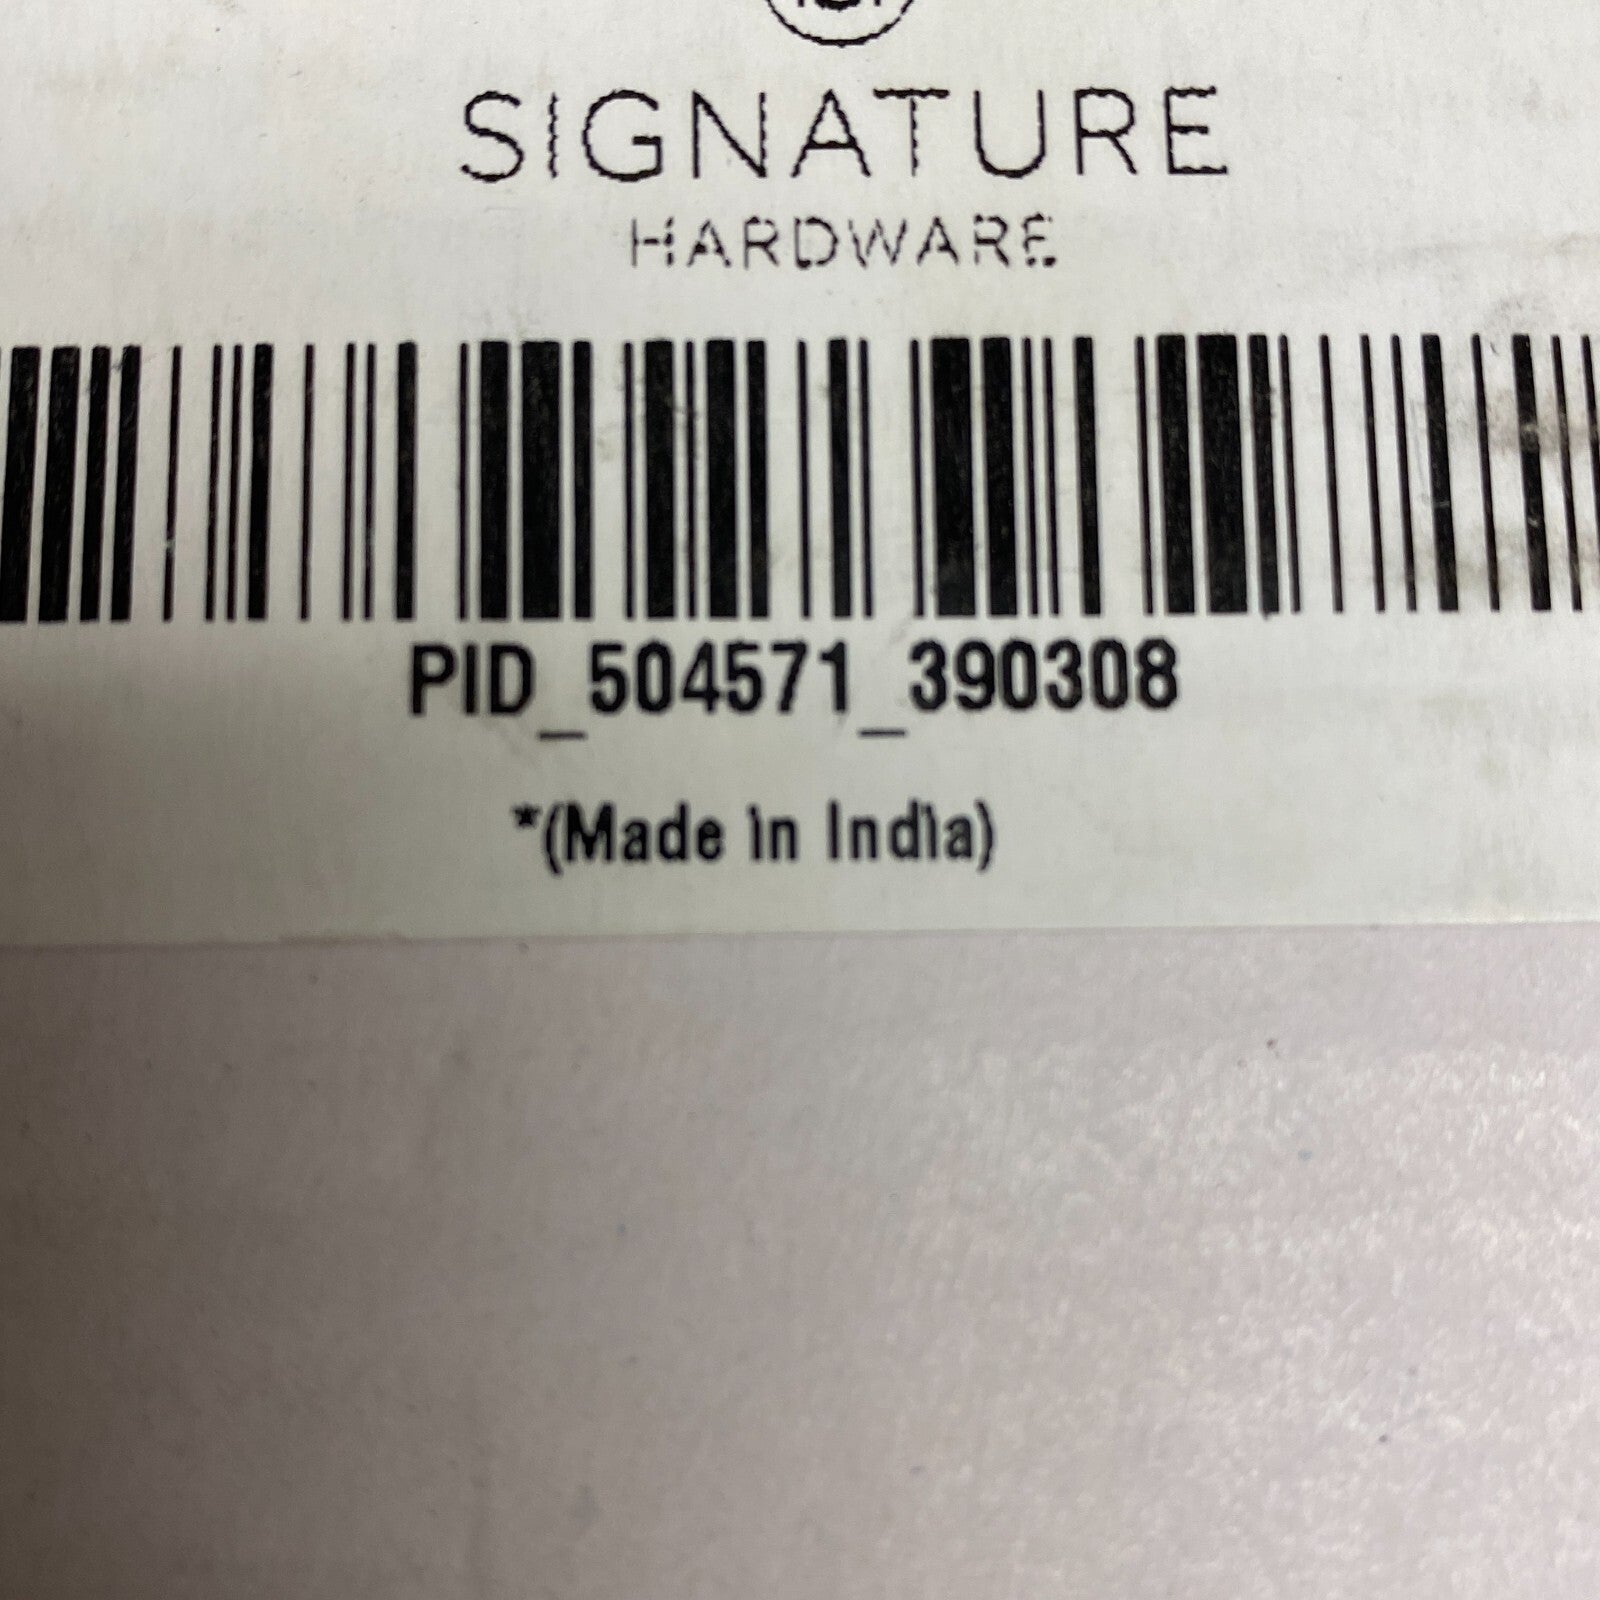 SIGNATURE
HARDWARE
PID_504571_390308
*(Made in India)